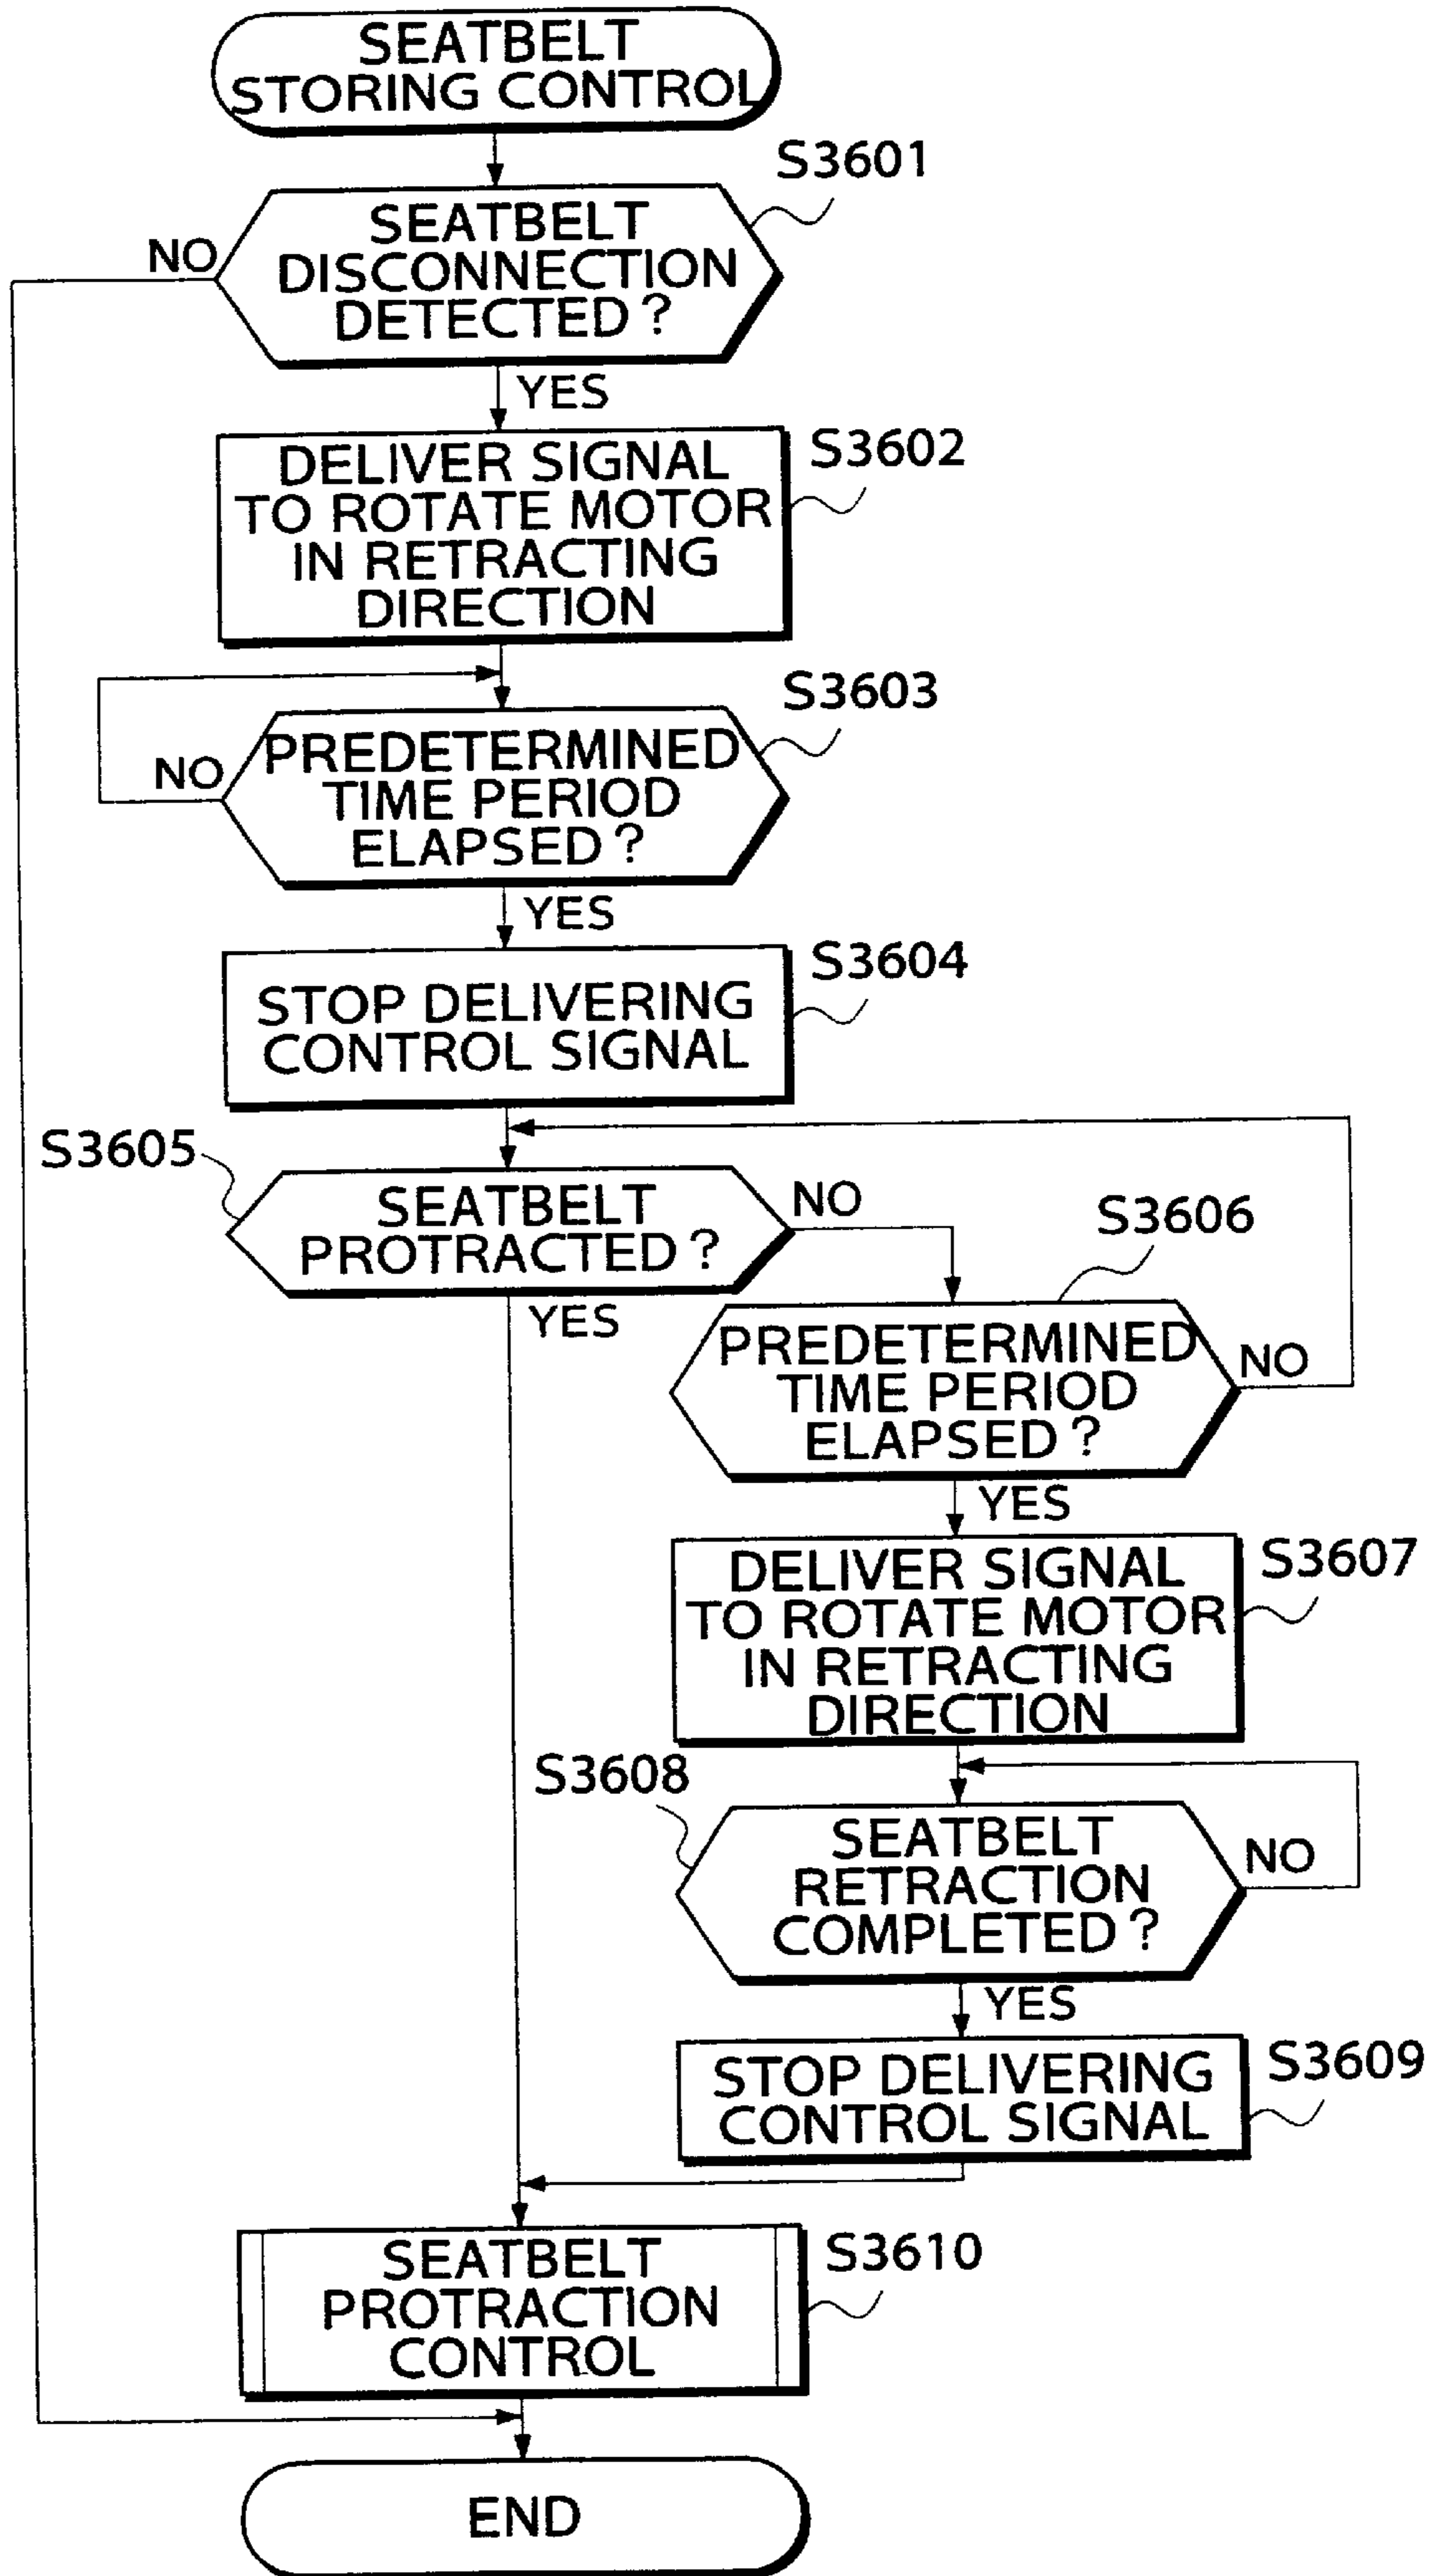 SEATBELT
STORING CONTROL
S3601
SEATBELT
DISCONNECTION
DETECTED?
NO
YES
S3602
DELIVER SIGNAL
TO ROTATE MOTOR
IN RETRACTING
DIRECTION
S3603
PREDETERMINED
TIME PERIOD
ELAPSED?
NO
YES
S3604
STOP DELIVERING
CONTROL SIGNAL
S3605
SEATBELT
PROTRACTED?
NO
YES
S3606
PREDETERMINED
TIME PERIOD
ELAPSED?
NO
YES
S3607
DELIVER SIGNAL
TO ROTATE MOTOR
IN RETRACTING
DIRECTION
S3608
SEATBELT
RETRACTION
COMPLETED?
NO
YES
S3609
STOP DELIVERING
CONTROL SIGNAL
S3610
SEATBELT
PROTRACTION
CONTROL
END